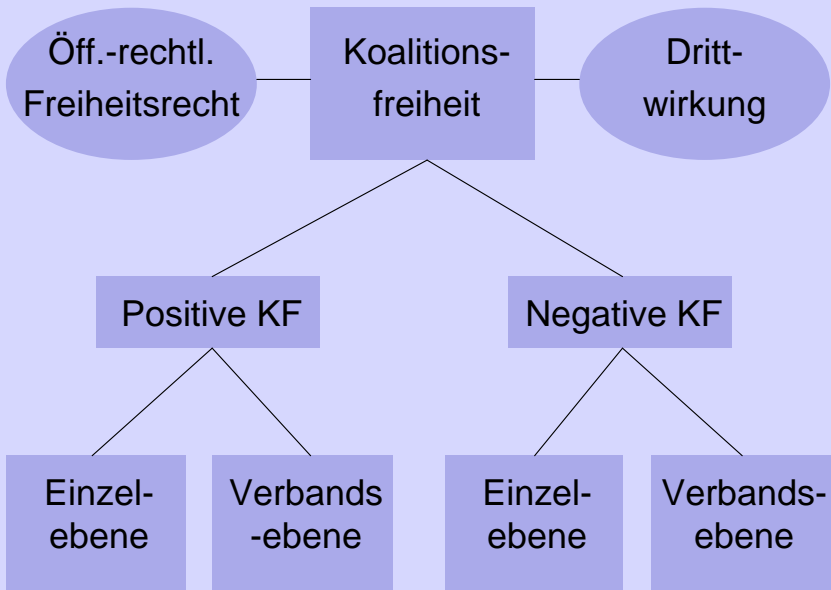 Öff.-rechtl.
Freiheitsrecht
Koalitions-
freiheit
Dritt-
wirkung
Positive KF
Negative KF
Einzel-
ebene
Verbands
-ebene
Einzel-
ebene
Verbands-
ebene